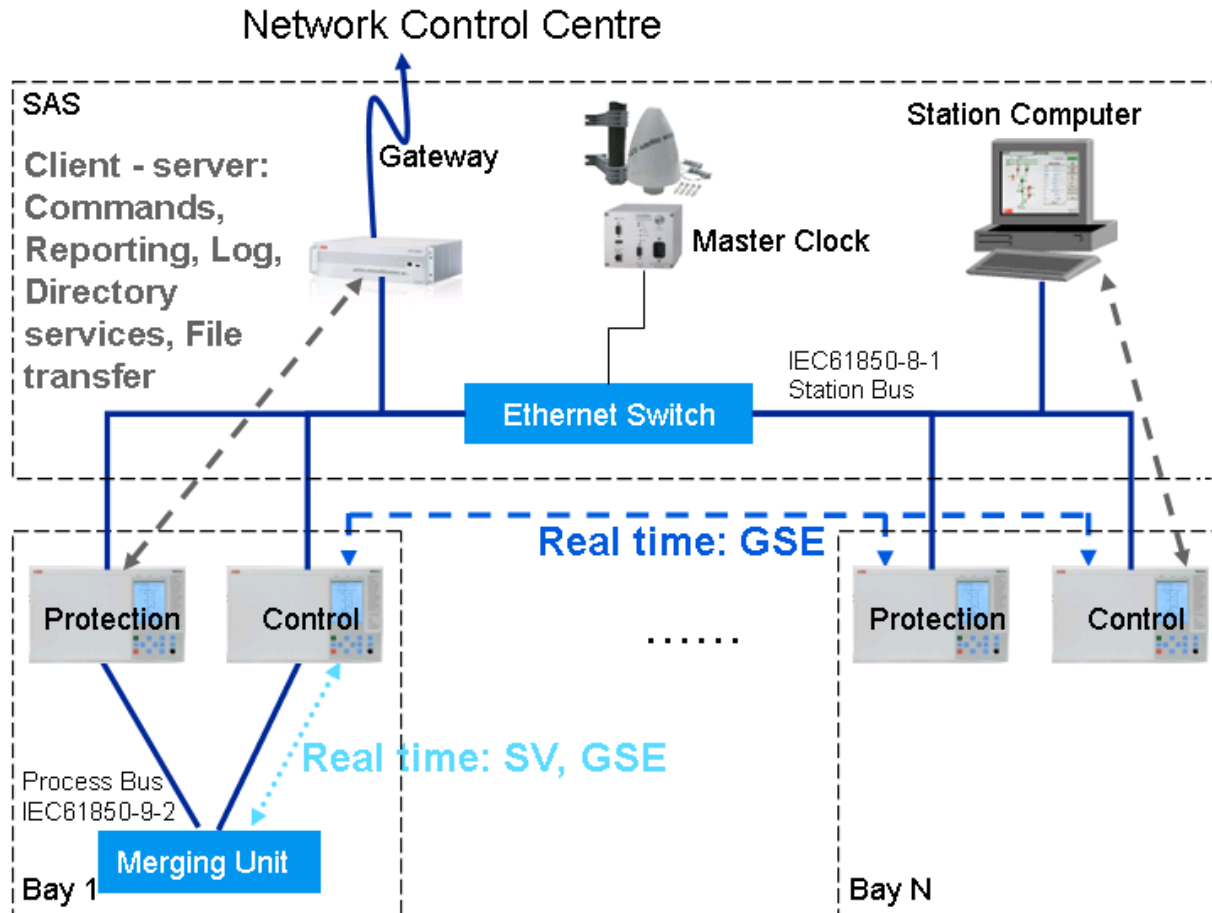 Network Control Centre
SAS
Client - server:
Commands,
Reporting, Log,
Directory
services, File
transfer
Gateway
Master Clock
Station Computer
IEC61850-8-1
Station Bus
Ethernet Switch
Real time: GSE
Protection
Control
......
Protection
Control
Real time: SV, GSE
Process Bus
IEC61850-9-2
Merging Unit
Bay 1
Bay N